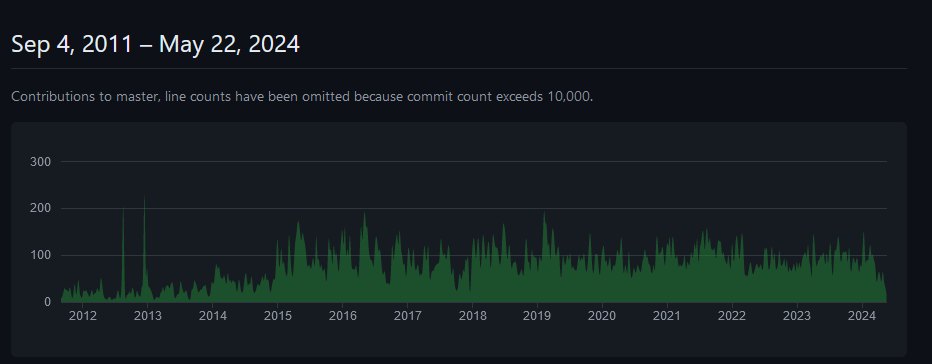 Sep 4, 2011 – May 22, 2024
Contributions to master, line counts have been omitted because commit count exceeds 10,000.
300
200
100
0
2012 2013 2014 2015 2016 2017 2018 2019 2020 2021 2022 2023 2024